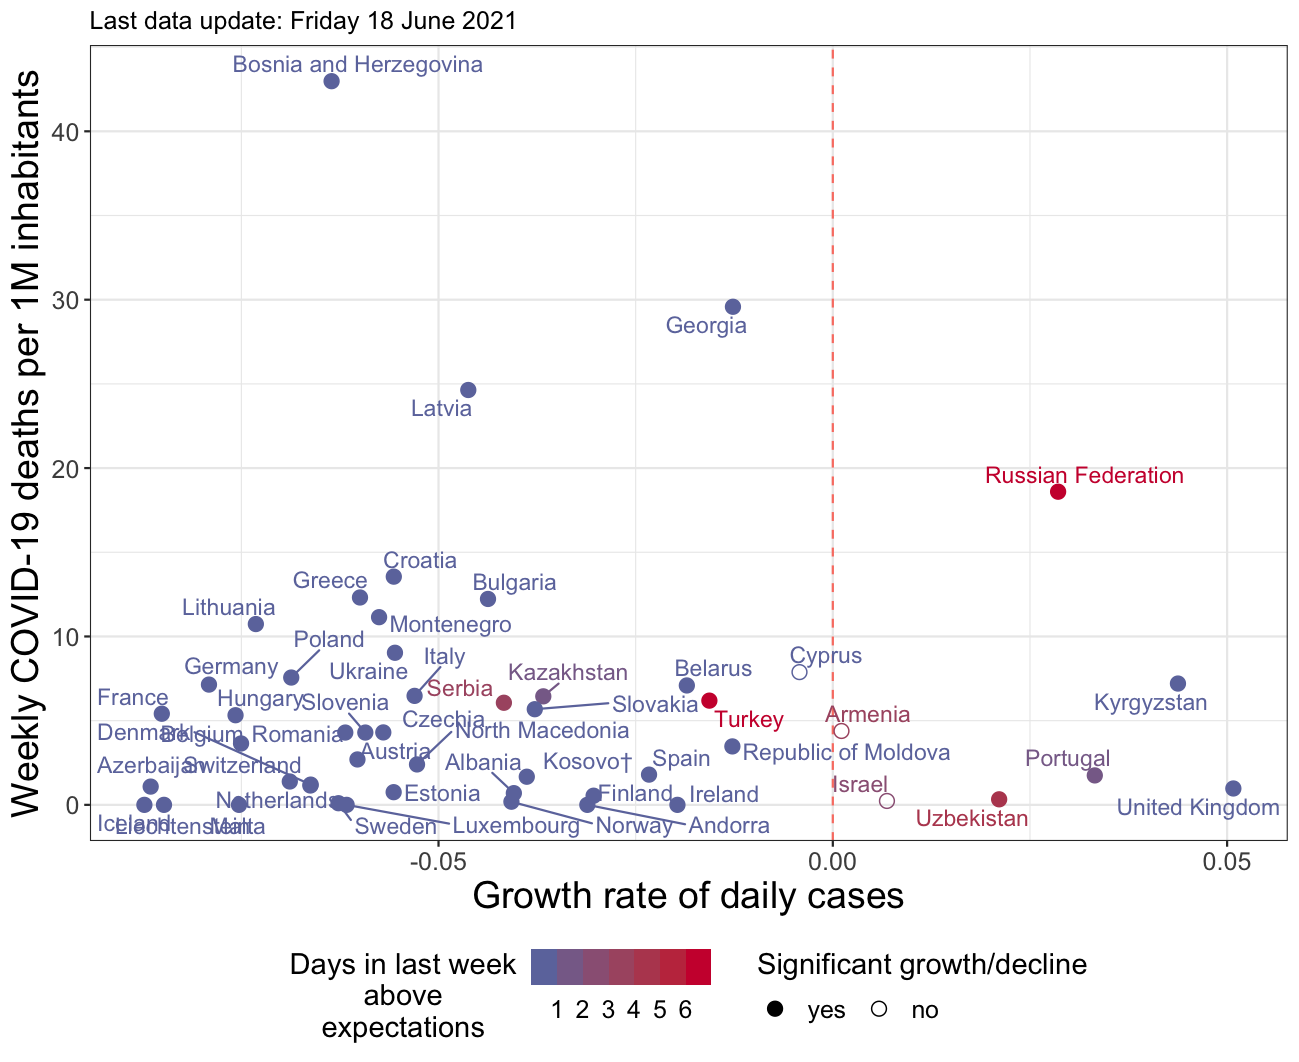 Last data update: Friday 18 June 2021
Weekly COVID-19 deaths per 1M inhabitants
Bosnia and Herzegovina
40
30
Georgia
Latvia
20
Russian Federation
Croatia
Greece
Bulgaria
Lithuania
Montenegro
10
Poland
Cyprus
Italy
Germany
Ukraine
Kazakhstan
Belarus
Serbia
France
Hungary
Slovenia
Slovakia
Kyrgyzstan
Armenia
Czechia
Turkey
Denmark
Belgium
Romania
North Macedonia
Austria
Republic of Moldova
Portugal
Azerbaijan
Switzerland
Albania
Kosovo†
Spain
Israel
Netherlands
Estonia
Finland
Ireland
0
United Kingdom
Uzbekistan
Iceland
Liechtenstein
Malta
Sweden
Luxembourg
Norway
Andorra
-0.05
0.00
0.05
Growth rate of daily cases
Days in last week
above
expectations
1 2 3 4 5 6
Significant growth/decline
yes
no